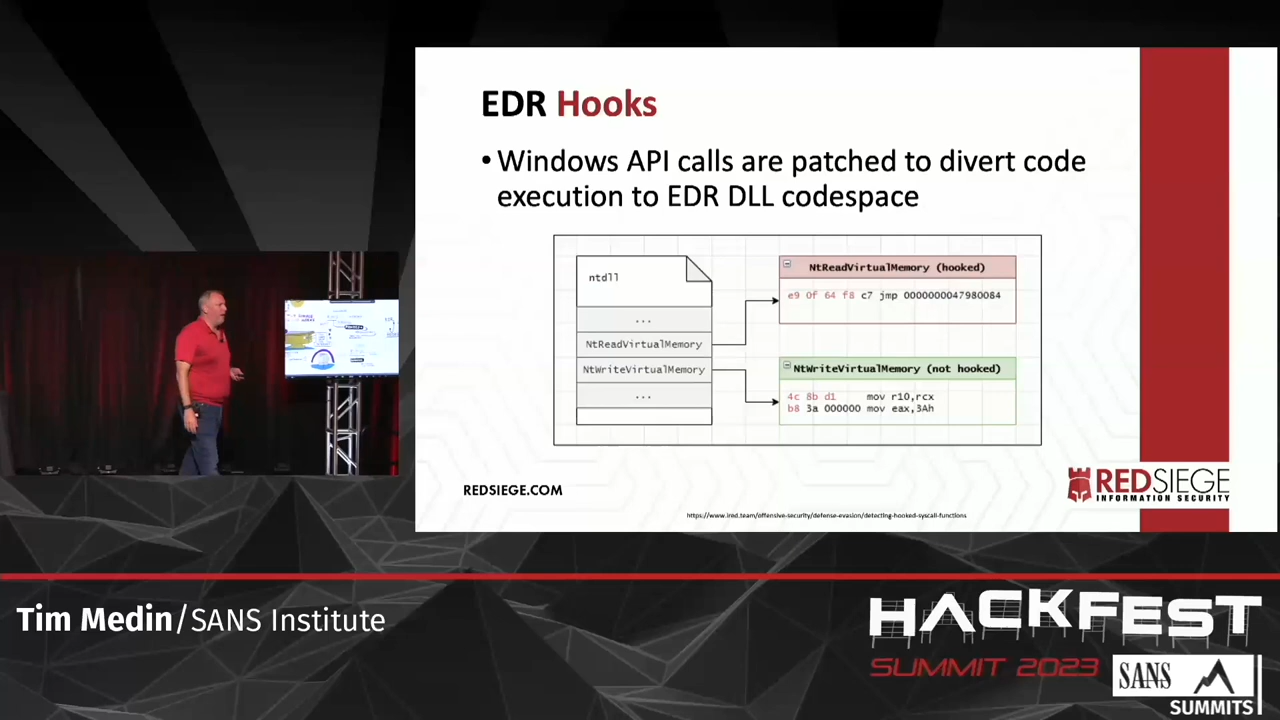 EDR Hooks
• Windows API calls are patched to divert code
execution to EDR DLL codespace
ntdll
...
NtReadVirtualMemory
NtWriteVirtualMemory
...
NtReadVirtualMemory (hooked)
e9 0f 64 f8 c7 jmp 0000000047980084
NtWriteVirtualMemory (not hooked)
4c 8b d1 mov r10,rcx
b8 3a 000000 mov eax,3Ah
REDSIEGE.COM
REDSIEGE
INFORMATION SECURITY
https://www.ired.team/offensive-security/defense-evasion/detecting-hooked-syscall-functions
Tim Medin/SANS Institute
HACKFEST
SUMMIT 2023
SANS
SUMMITS